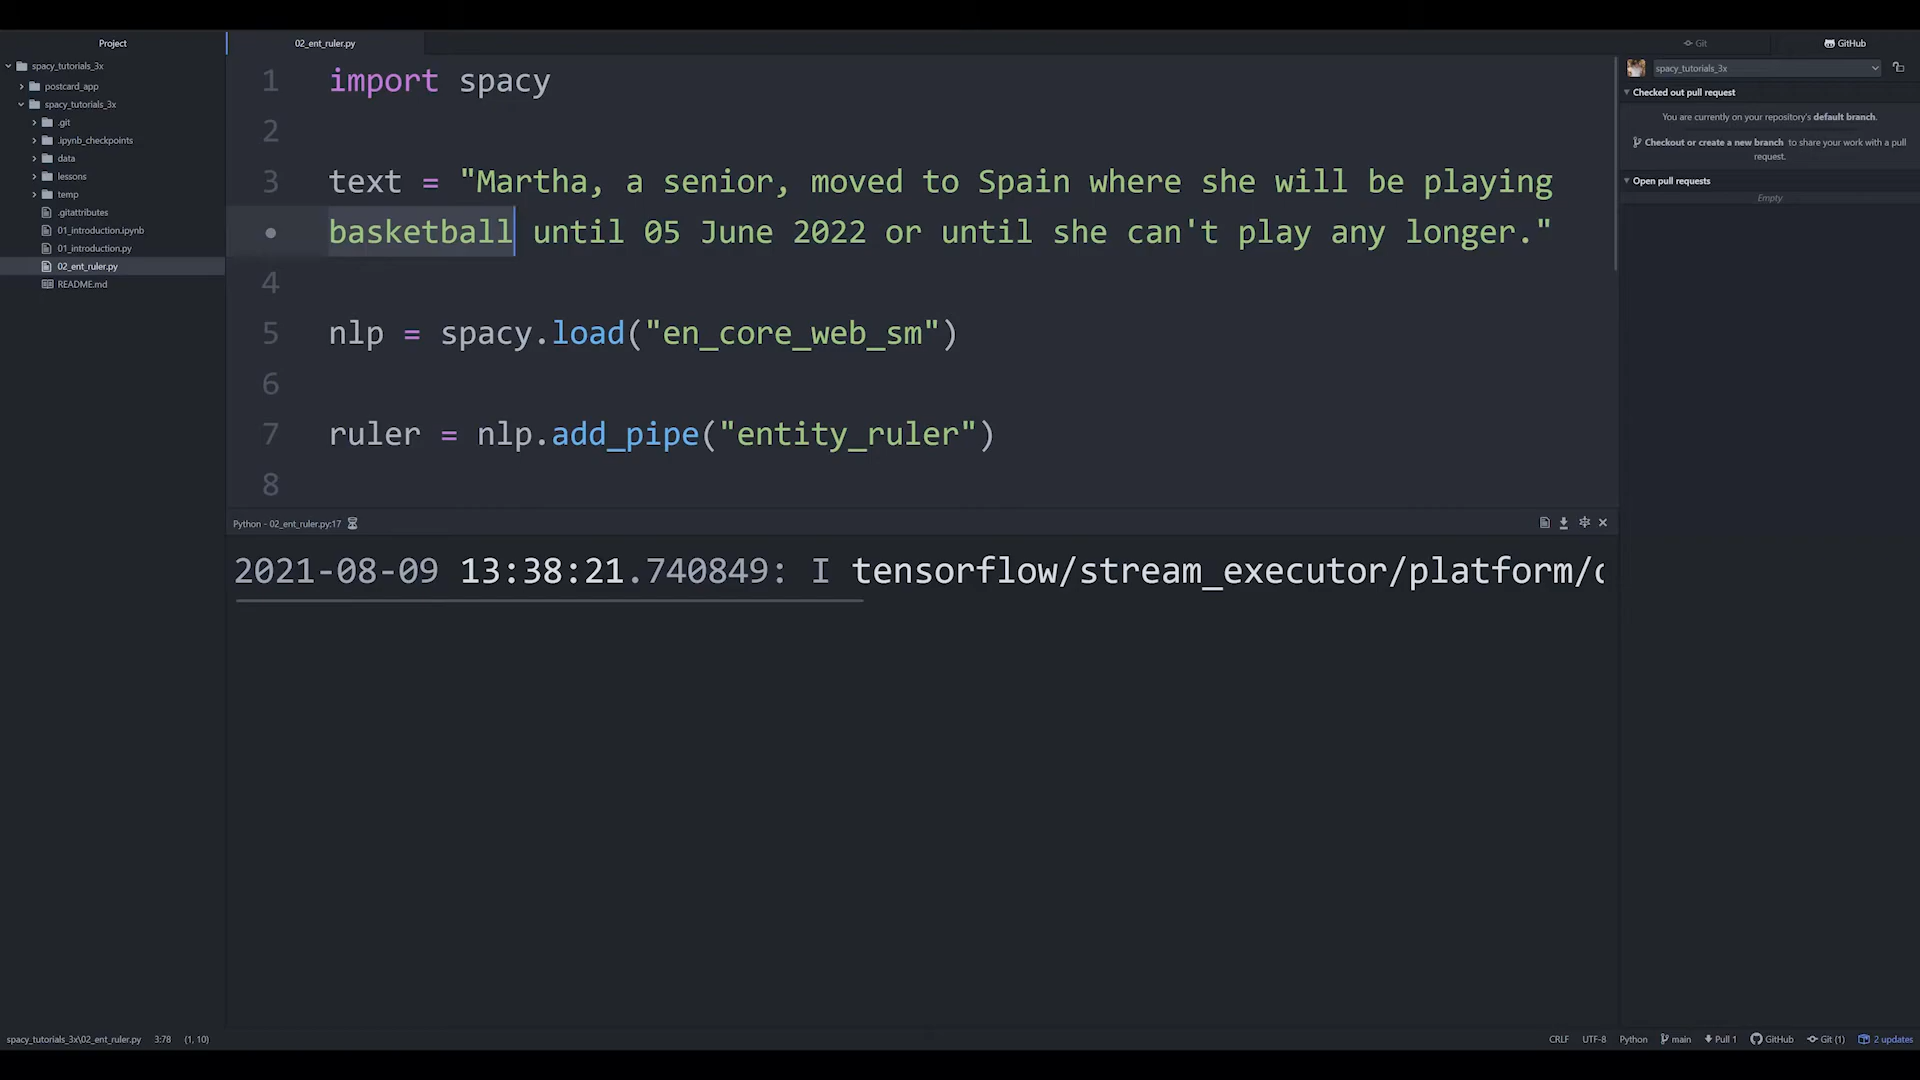 Project
spacy_tutorials_3x
postcard_app
spacy_tutorials_3x
.git
.ipynb_checkpoints
data
lessons
temp
.gitattributes
01_introduction.ipynb
01_introduction.py
02_ent_ruler.py
README.md
02_ent_ruler.py
1 import spacy
2
3 text = "Martha, a senior, moved to Spain where she will be playing
• basketball until 05 June 2022 or until she can't play any longer."
4
5 nlp = spacy.load("en_core_web_sm")
6
7 ruler = nlp.add_pipe("entity_ruler")
8
Python - 02_ent_ruler.py:17
2021-08-09 13:38:21.740849: I tensorflow/stream_executor/platform/
Git
GitHub
spacy_tutorials_3x
Checked out pull request
You are currently on your repository's default branch.
Checkout or create a new branch to share your work with a pull
request.
Open pull requests
Empty
spacy_tutorials_3x\02_ent_ruler.py 3:78 (1, 10)
CRLF UTF-8 Python main Pull 1 GitHub Git (1) 2 updates